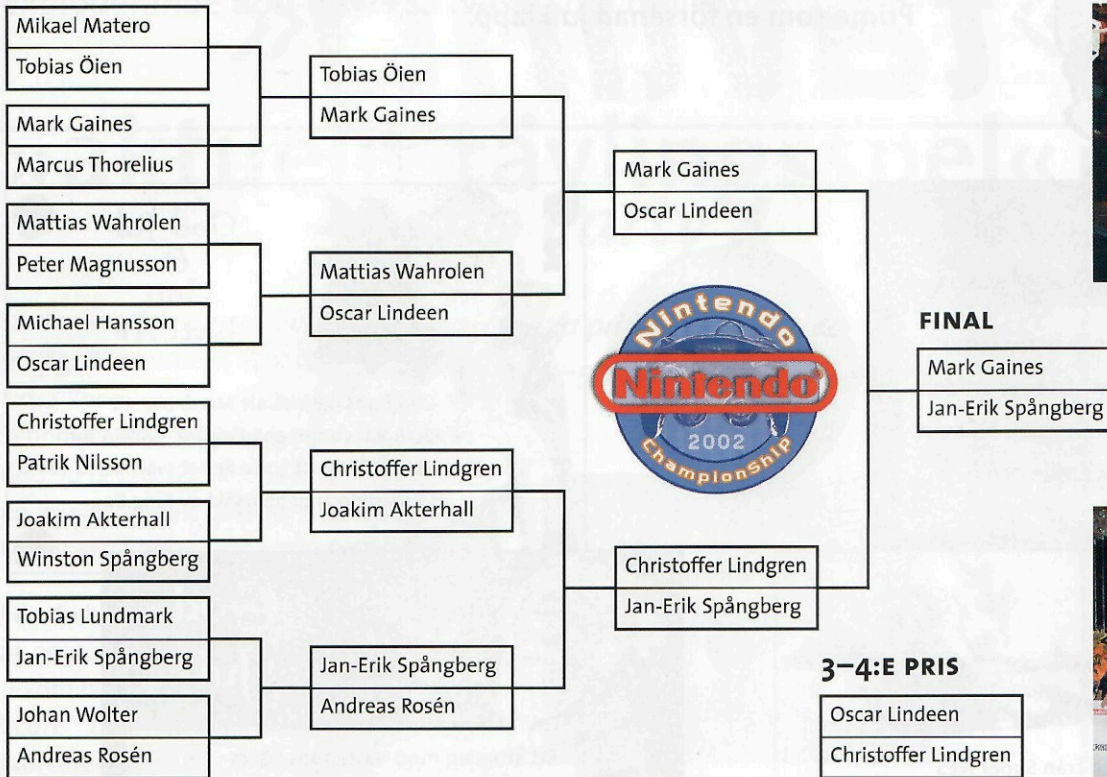 Mikael Matero
Tobias Öien
Mark Gaines
Marcus Thorelius
Mattias Wahrolen
Peter Magnusson
Michael Hansson
Oscar Lindeen
Christoffer Lindgren
Patrik Nilsson
Joakim Akterhall
Winston Spångberg
Tobias Lundmark
Jan-Erik Spångberg
Johan Wolter
Andreas Rosén
Tobias Öien
Mark Gaines
Mattias Wahrolen
Oscar Lindeen
Christoffer Lindgren
Joakim Akterhall
Jan-Erik Spångberg
Andreas Rosén
Mark Gaines
Oscar Lindeen
Nintendo
Nintendo®
2002
ChampionShip
Christoffer Lindgren
Jan-Erik Spångberg
FINAL
Mark Gaines
Jan-Erik Spångberg
3–4:E PRIS
Oscar Lindeen
Christoffer Lindgren